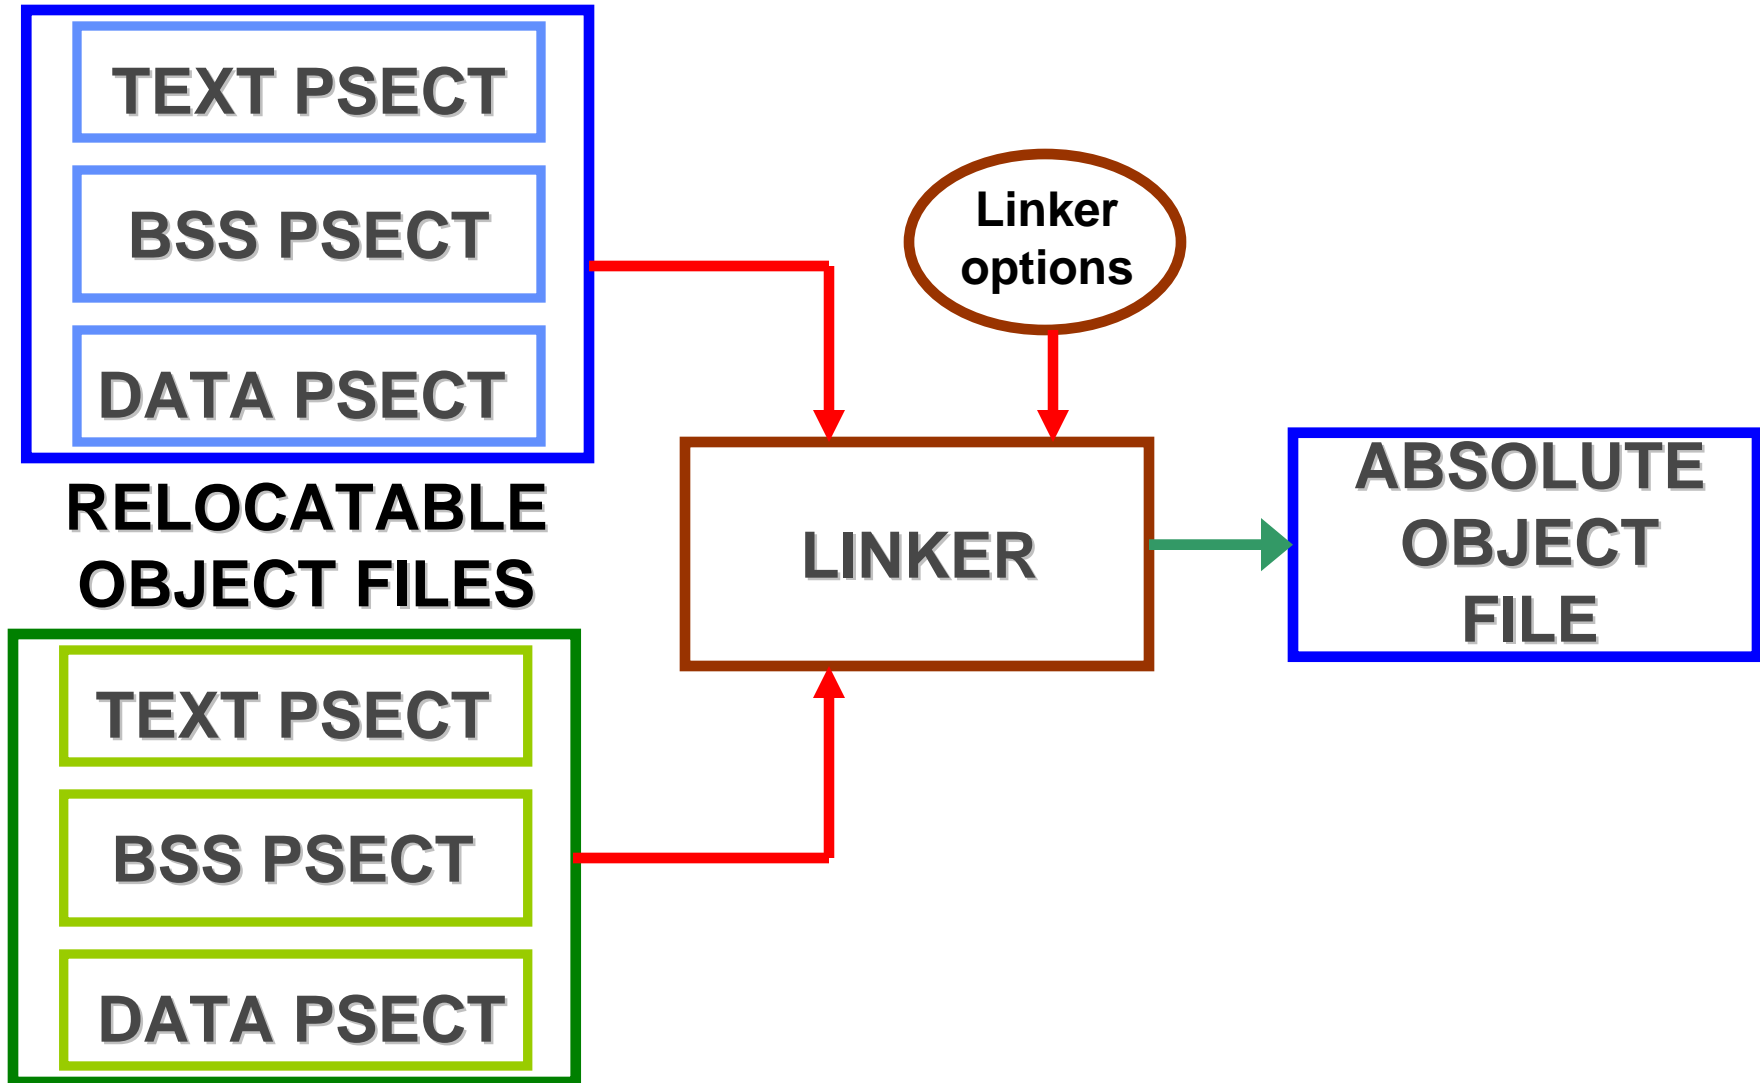 TEXT PSECT
BSS PSECT
DATA PSECT
RELOCATABLE
OBJECT FILES
TEXT PSECT
BSS PSECT
DATA PSECT
Linker
options
LINKER
ABSOLUTE
OBJECT
FILE